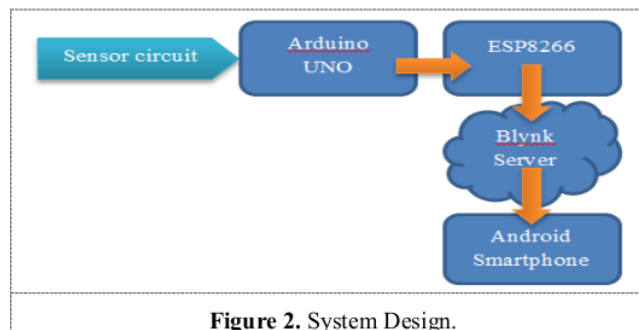 Sensor circuit
Arduino
UNO
ESP8266
Blynk
Server
Android
Smartphone
Figure 2. System Design.